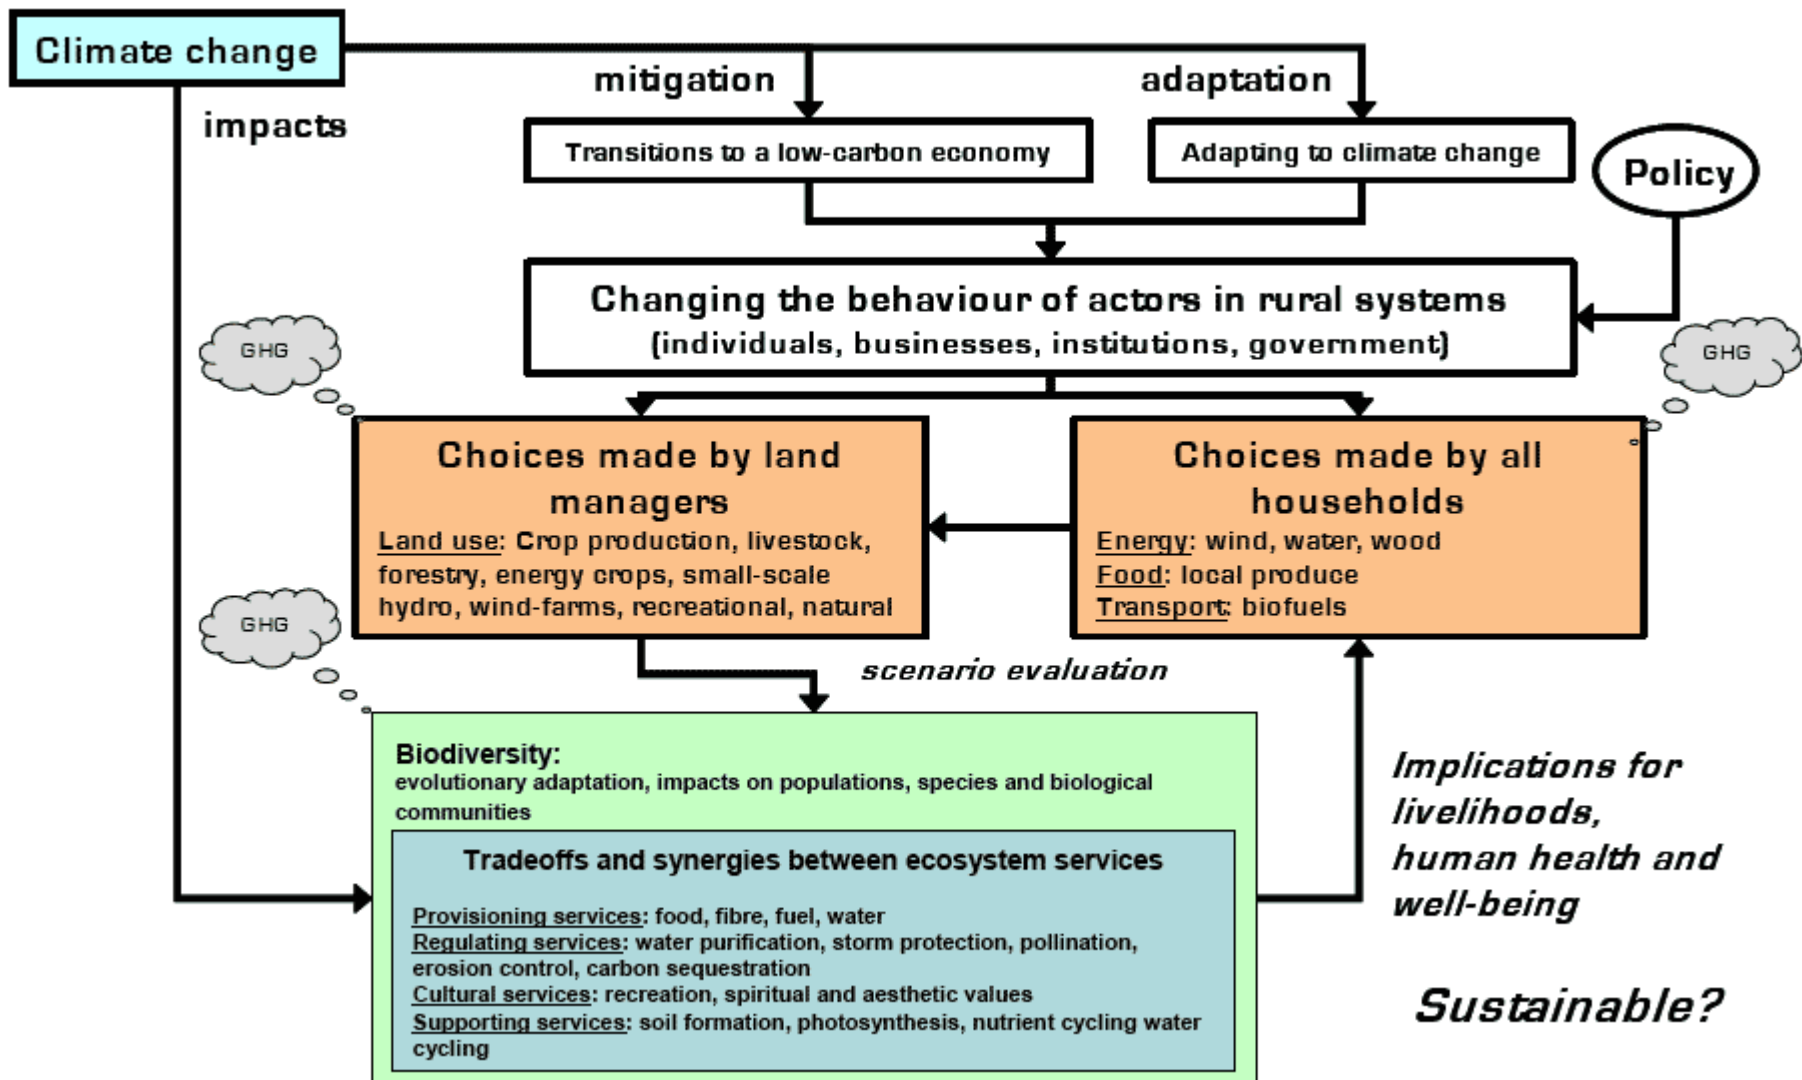 Climate change
impacts
mitigation
adaptation
Transitions to a low-carbon economy
Adapting to climate change
Policy
Changing the behaviour of actors in rural systems
(individuals, businesses, institutions, government)
GHG
GHG
Choices made by land
managers
Land use: Crop production, livestock,
forestry, energy crops, small-scale
hydro, wind-farms, recreational, natural
Choices made by all
households
Energy: wind, water, wood
Food: local produce
Transport: biofuels
GHG
scenario evaluation
Biodiversity:
evolutionary adaptation, impacts on populations, species and biological
communities
Tradeoffs and synergies between ecosystem services
Provisioning services: food, fibre, fuel, water
Regulating services: water purification, storm protection, pollination,
erosion control, carbon sequestration
Cultural services: recreation, spiritual and aesthetic values
Supporting services: soil formation, photosynthesis, nutrient cycling water
cycling
Implications for
livelihoods,
human health and
well-being
Sustainable?